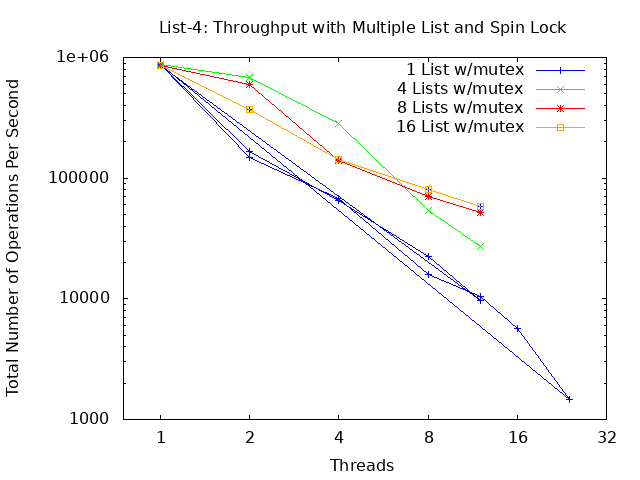 List-4: Throughput with Multiple List and Spin Lock
Total Number of Operations Per Second
1e+06
100000
10000
1000
1 List w/mutex
4 Lists w/mutex
8 Lists w/mutex
16 List w/mutex
1 2 4 8 16 32
Threads